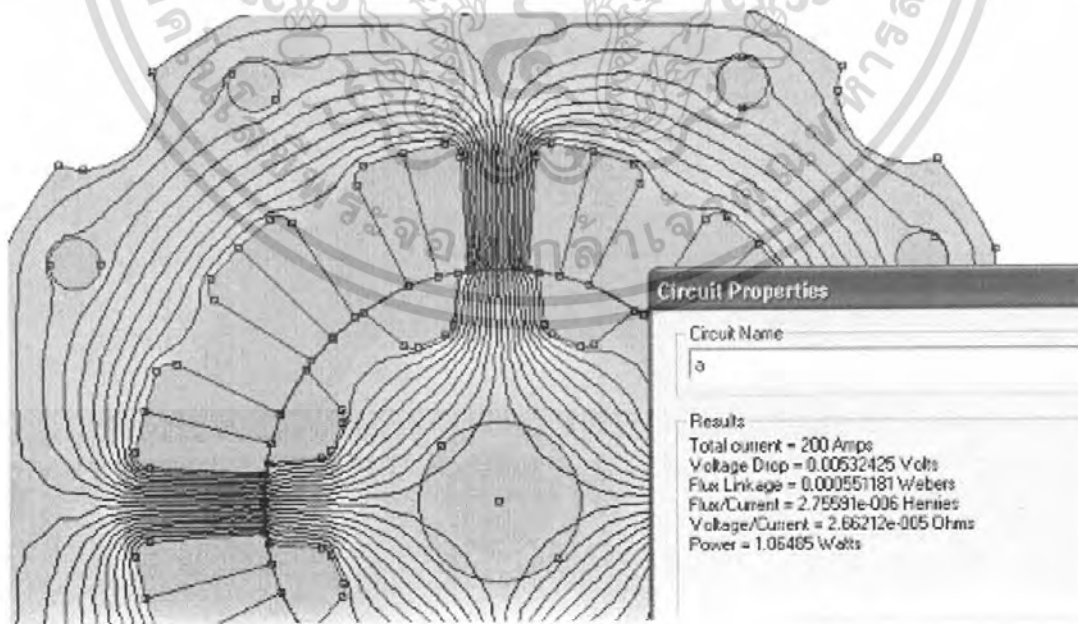 Circuit Properties
Circuit Name
a
Results
Total current = 200 Amps
Voltage Drop = 0.00532425 Volts
Flux Linkage = 0.000551181 Webers
Flux/Current = 2.75591e-006 Henries
Voltage/Current = 2.66212e-005 Ohms
Power = 1.06485 Watts